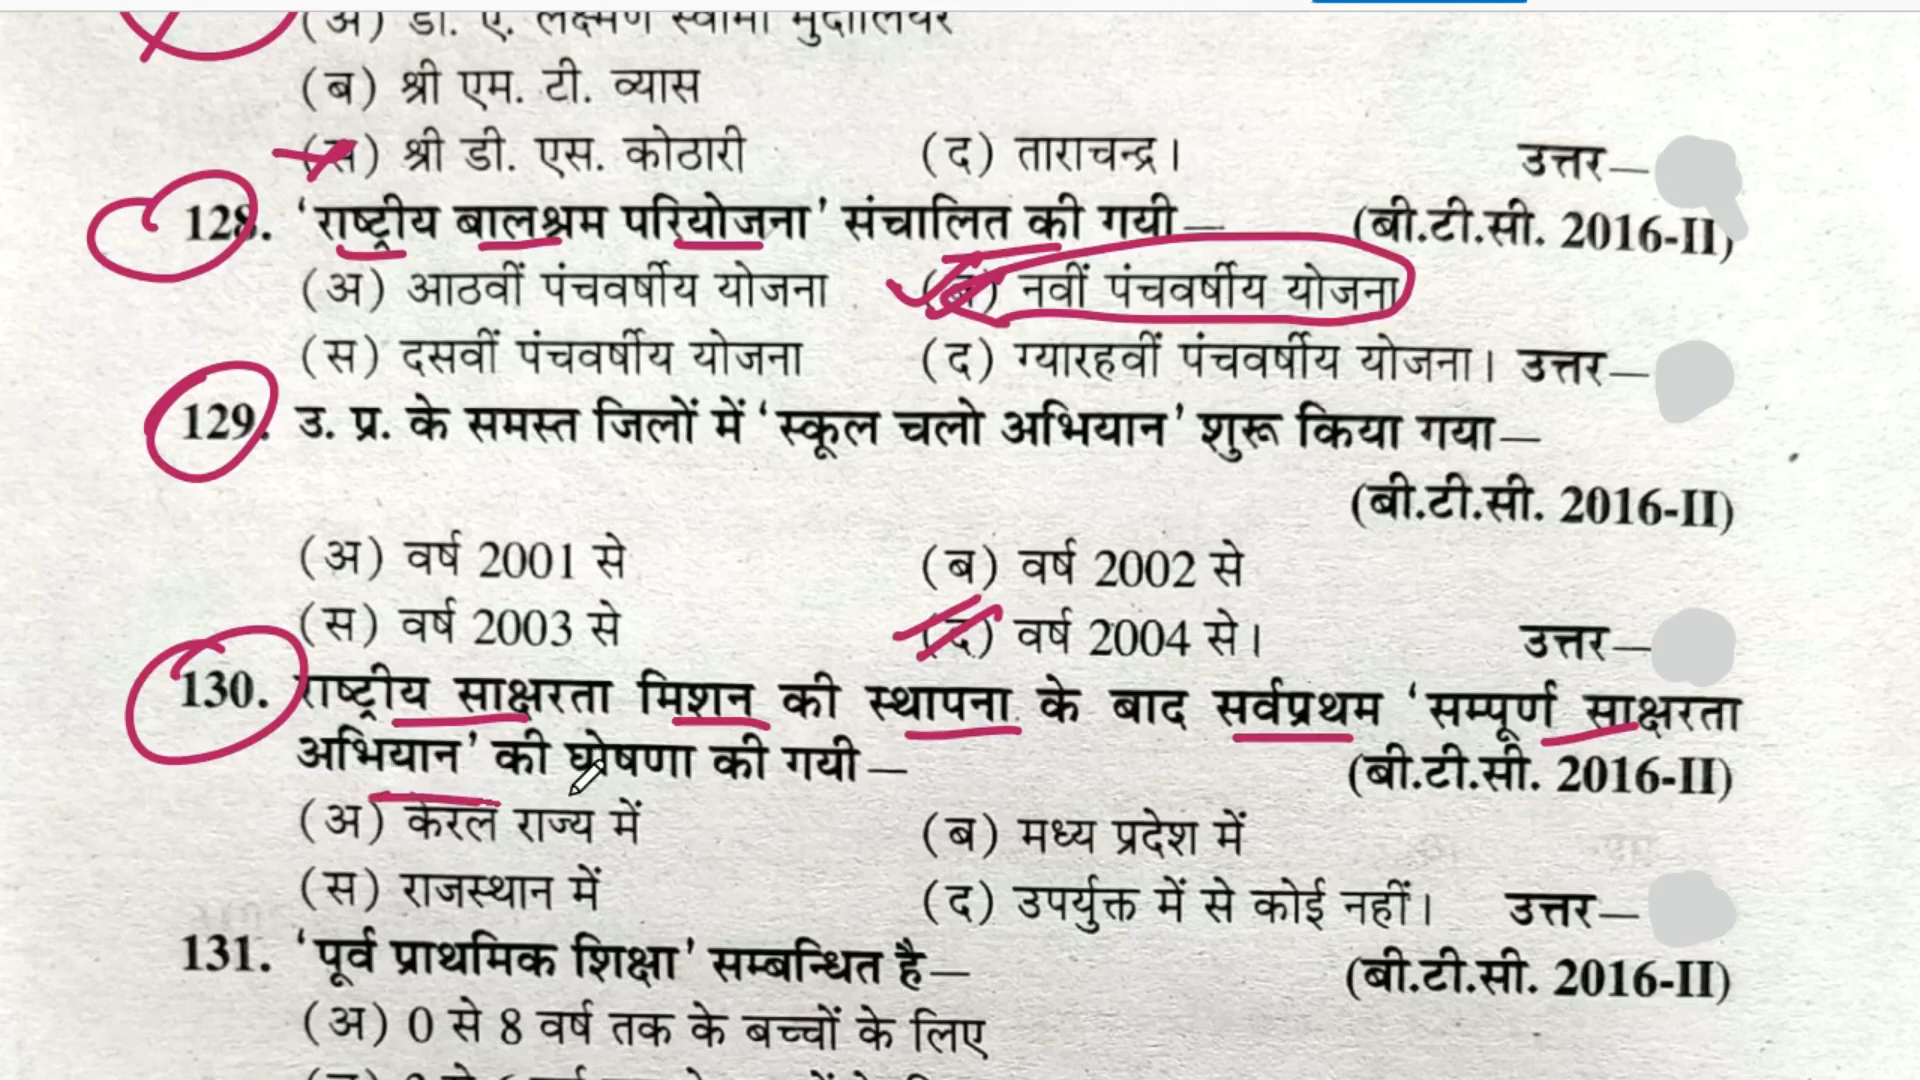 (अ) डॉ. ए. लक्ष्मण स्वामी मुदालियर
(ब) श्री एम. टी. व्यास
(स) श्री डी. एस. कोठारी (द) ताराचन्द्र। उत्तर—
128. 'राष्ट्रीय बालश्रम परियोजना' संचालित की गयी— (बी.टी.सी. 2016-II)
(अ) आठवीं पंचवर्षीय योजना (ब) नवीं पंचवर्षीय योजना
(स) दसवीं पंचवर्षीय योजना (द) ग्यारहवीं पंचवर्षीय योजना। उत्तर—
129. उ. प्र. के समस्त जिलों में 'स्कूल चलो अभियान' शुरू किया गया—
(बी.टी.सी. 2016-II)
(अ) वर्ष 2001 से (ब) वर्ष 2002 से
(स) वर्ष 2003 से (द) वर्ष 2004 से। उत्तर—
130. राष्ट्रीय साक्षरता मिशन की स्थापना के बाद सर्वप्रथम 'सम्पूर्ण साक्षरता
अभियान' की घोषणा की गयी— (बी.टी.सी. 2016-II)
(अ) केरल राज्य में (ब) मध्य प्रदेश में
(स) राजस्थान में (द) उपर्युक्त में से कोई नहीं। उत्तर—
131. 'पूर्व प्राथमिक शिक्षा' सम्बन्धित है— (बी.टी.सी. 2016-II)
(अ) 0 से 8 वर्ष तक के बच्चों के लिए